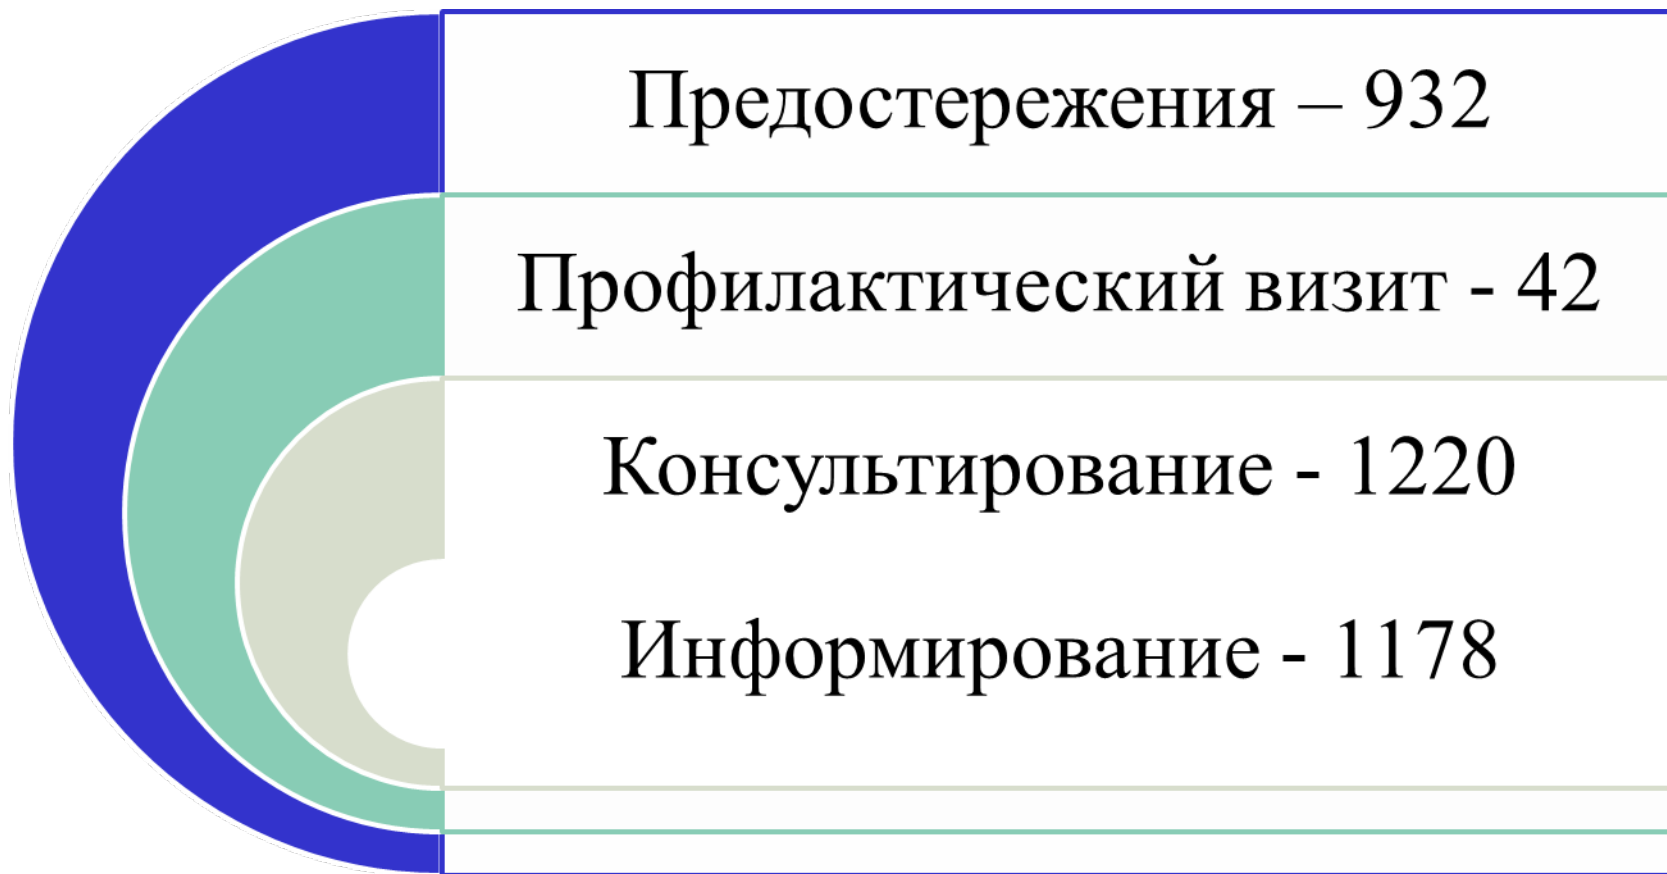 Предостережения – 932
Профилактический визит - 42
Консультирование - 1220
Информирование - 1178